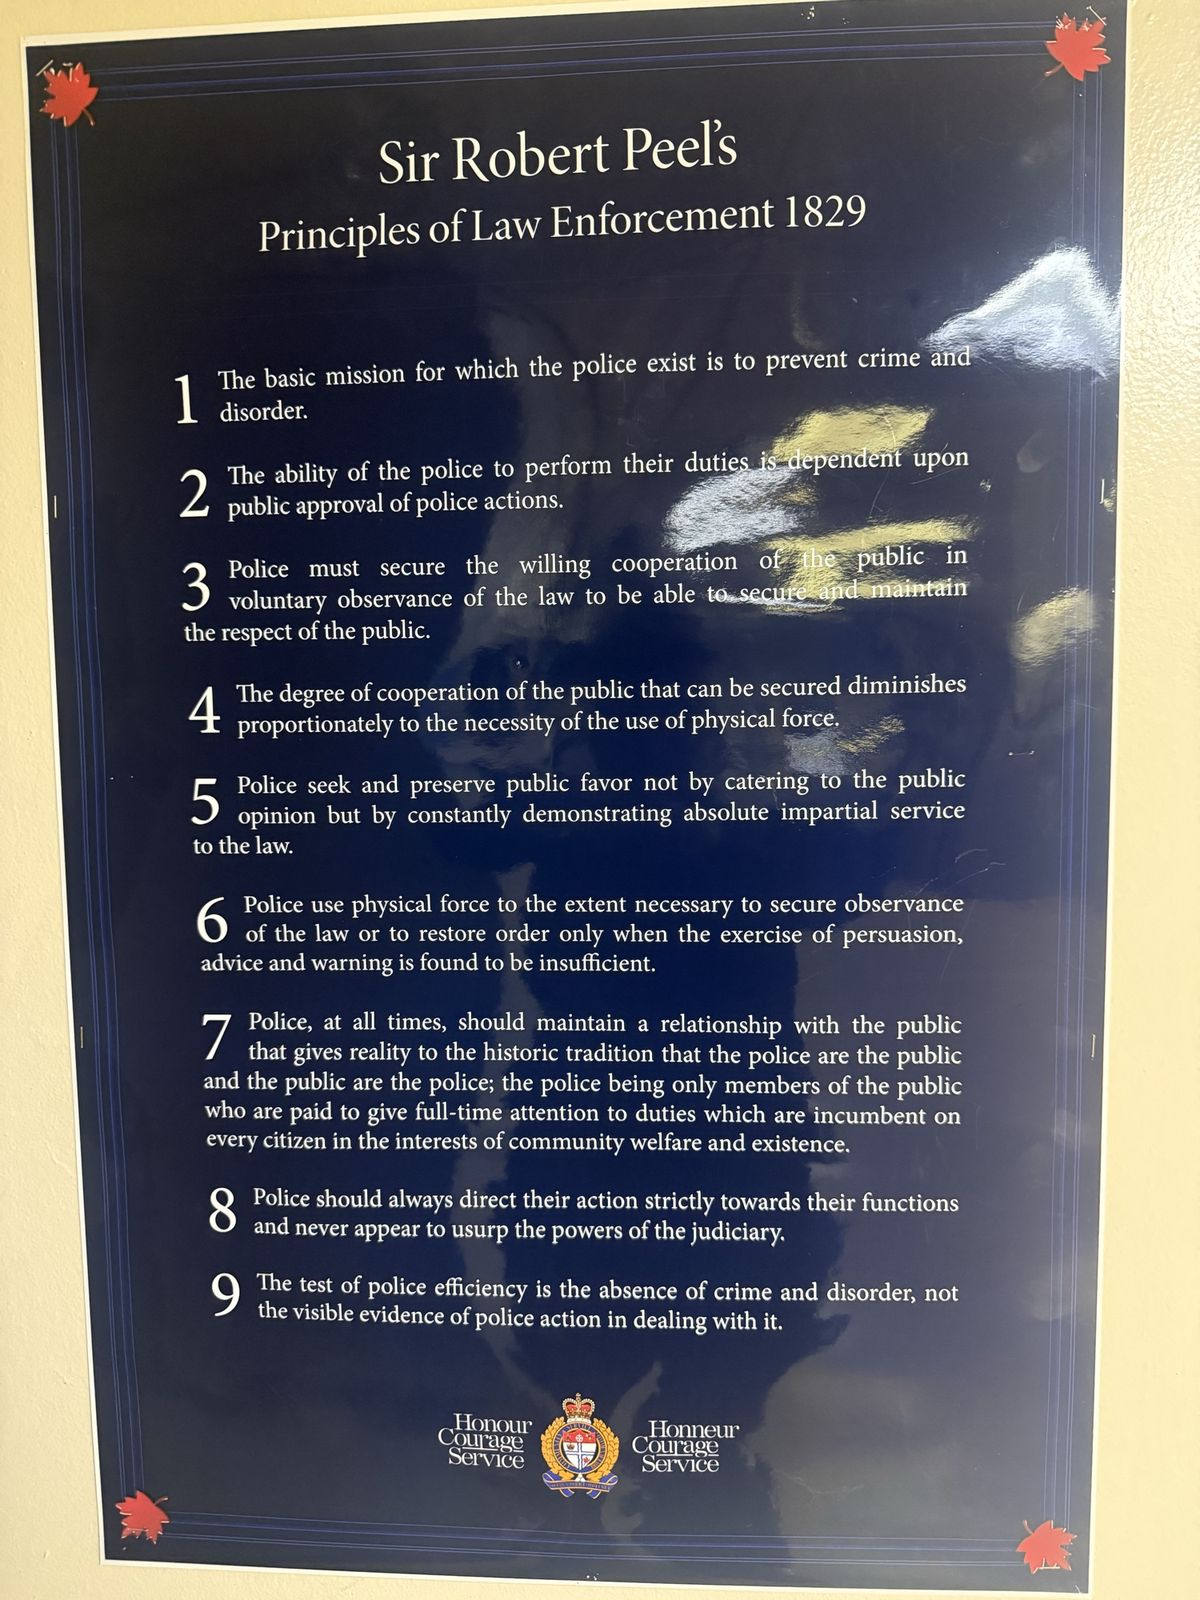 Sir Robert Peel's
Principles of Law Enforcement 1829
1 The basic mission for which the police exist is to prevent crime and
disorder.
2 The ability of the police to perform their duties is dependent upon
public approval of police actions.
3 Police must secure the willing cooperation of the public in
voluntary observance of the law to be able to secure and maintain
the respect of the public.
4 The degree of cooperation of the public that can be secured diminishes
proportionately to the necessity of the use of physical force.
5 Police seek and preserve public favor not by catering to the public
opinion but by constantly demonstrating absolute impartial service
to the law.
6 Police use physical force to the extent necessary to secure observance
of the law or to restore order only when the exercise of persuasion,
advice and warning is found to be insufficient.
7 Police, at all times, should maintain a relationship with the public
that gives reality to the historic tradition that the police are the public
and the public are the police; the police being only members of the public
who are paid to give full-time attention to duties which are incumbent on
every citizen in the interests of community welfare and existence.
8 Police should always direct their action strictly towards their functions
and never appear to usurp the powers of the judiciary.
9 The test of police efficiency is the absence of crime and disorder, not
the visible evidence of police action in dealing with it.
Honour
Courage
Service
Honneur
Courage
Service